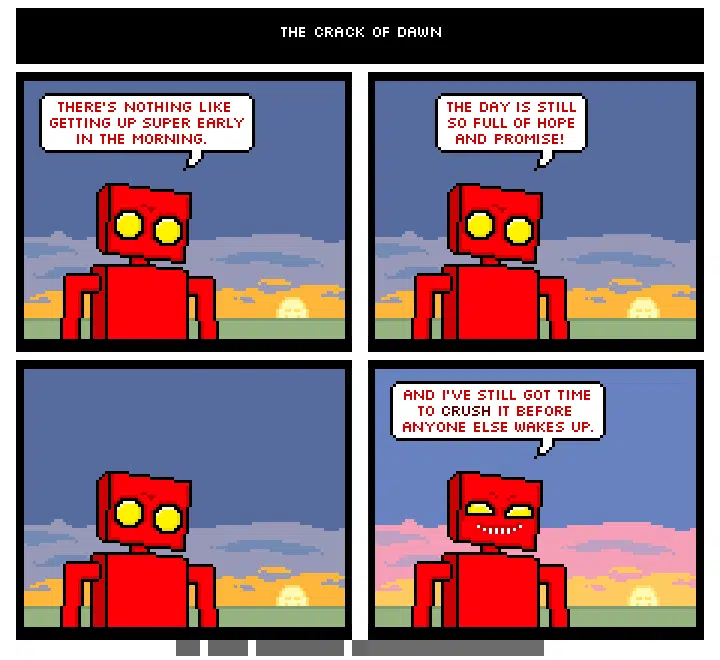 THE CRACK OF DAWN
THERE'S NOTHING LIKE
GETTING UP SUPER EARLY
IN THE MORNING.
THE DAY IS STILL
SO FULL OF HOPE
AND PROMISE!
AND I'VE STILL GOT TIME
TO CRUSH IT BEFORE
ANYONE ELSE WAKES UP.